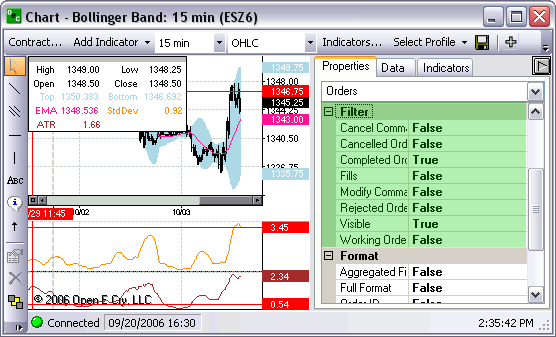 Chart - Bollinger Band: 15 min (ESZ6)
Contract... Add Indicator 15 min OHLC Indicators... Select Profile
High 1349.00 Low 1348.25
Open 1348.50 Close 1348.50
Top 1350.383 Bottom 1346.692
EMA 1348.536 StdDev 0.92
ATR 1.66
1349.75
1348.00
1346.75
1345.25
1344.25
1343.00
1340.50
1336.75
1335.75
/29 11:45 10/02 10/03
3.45
2.34
0.54
© 2006 Open E Cry, LLC
ABC
Properties Data Indicators
Orders
Filter
Cancel Comma False
Cancelled Ord False
Completed Ord True
Fills False
Modify Comma False
Rejected Orde False
Visible True
Working Orde False
Format
Aggregated Fi False
Full Format False
Order ID False
Connected 09/20/2006 16:30 2:35:42 PM